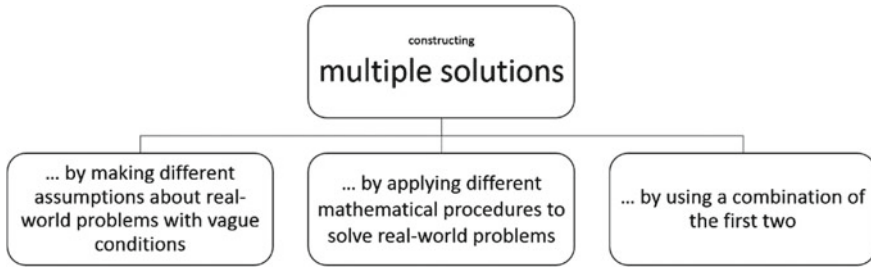 constructing
multiple solutions
... by making different
assumptions about real-
world problems with vague
conditions
... by applying different
mathematical procedures to
solve real-world problems
... by using a combination of
the first two